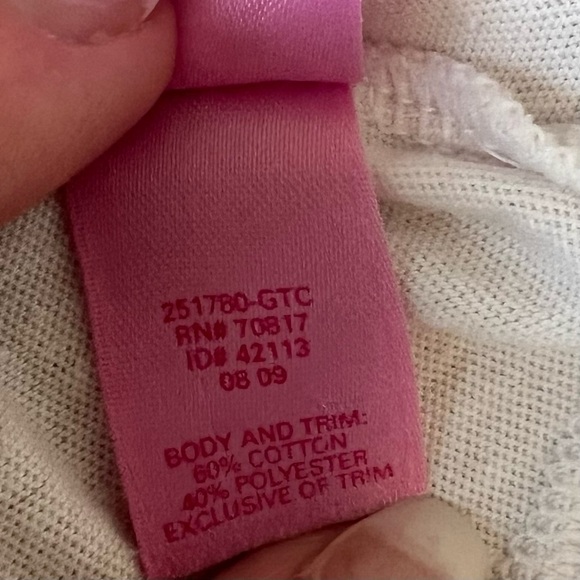 251780-GTC
RN# 70817
ID# 42113
08 09
BODY AND TRIM:
60% COTTON
40% POLYESTER
EXCLUSIVE OF TRIM